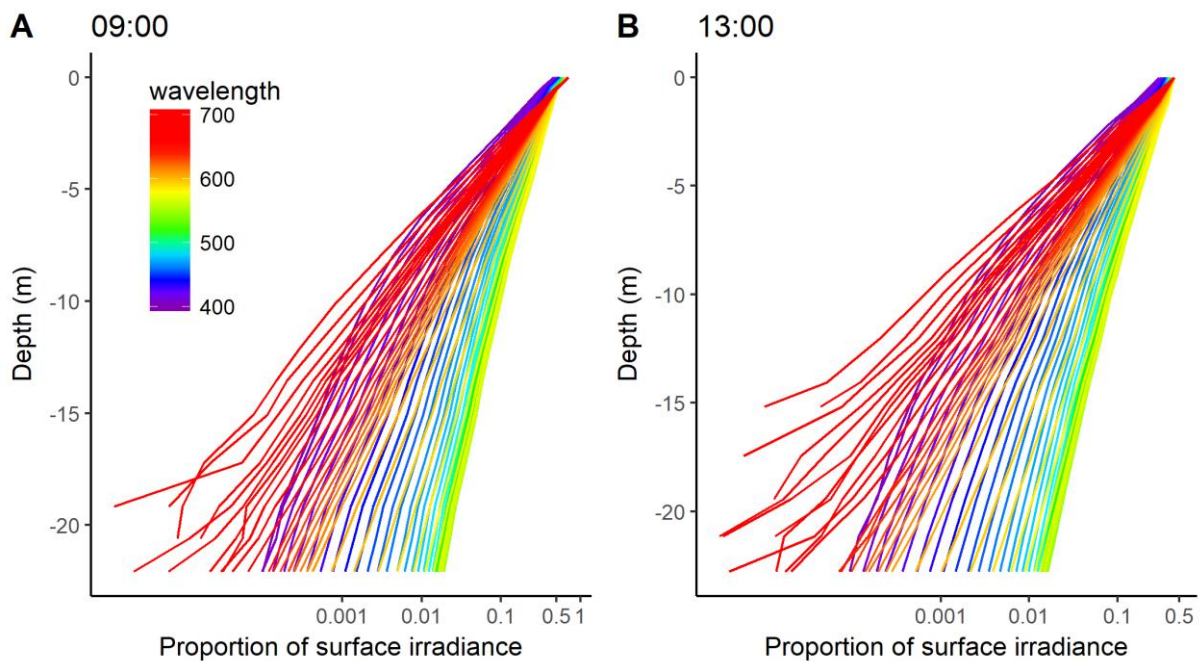 A 09:00
wavelength
700
600
500
400
0
-5
-10
-15
-20
Depth (m)
0.001 0.01 0.1 0.5 1
Proportion of surface irradiance
B 13:00
0
-5
-10
-15
-20
Depth (m)
0.001 0.01 0.1 0.5
Proportion of surface irradiance